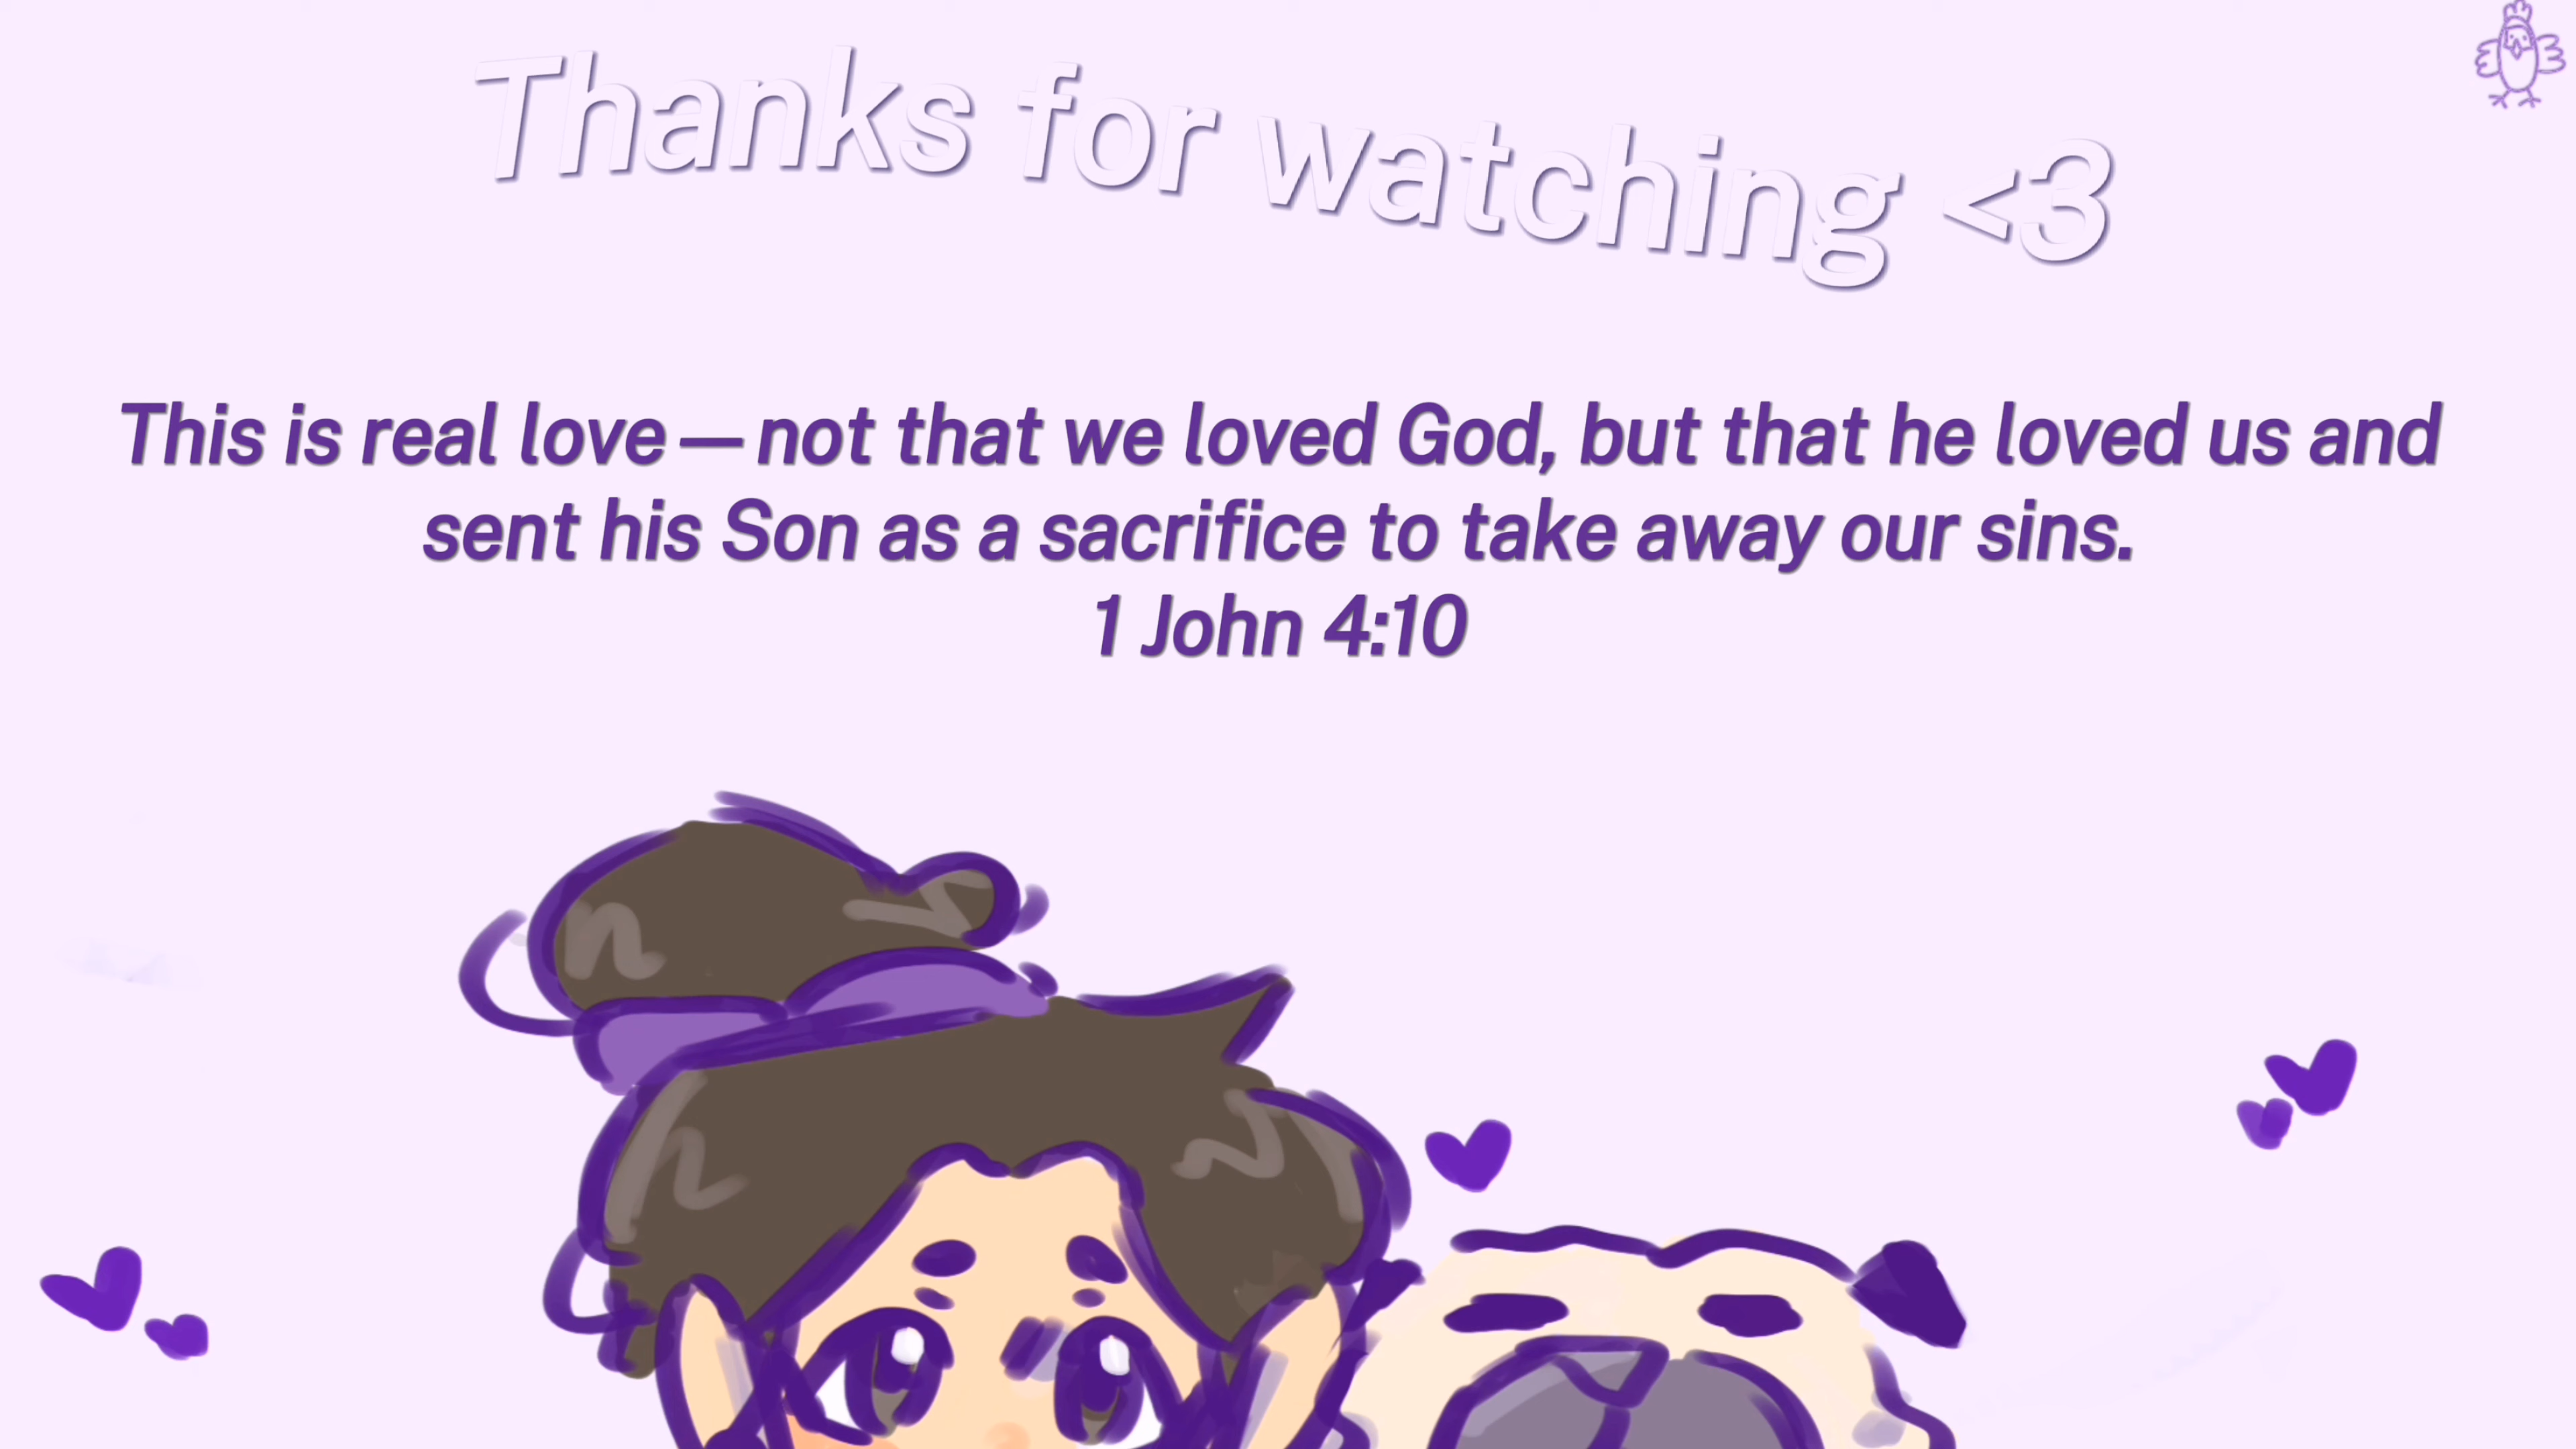 Thanks for watching <3
This is real love—not that we loved God, but that he loved us and
sent his Son as a sacrifice to take away our sins.
1 John 4:10